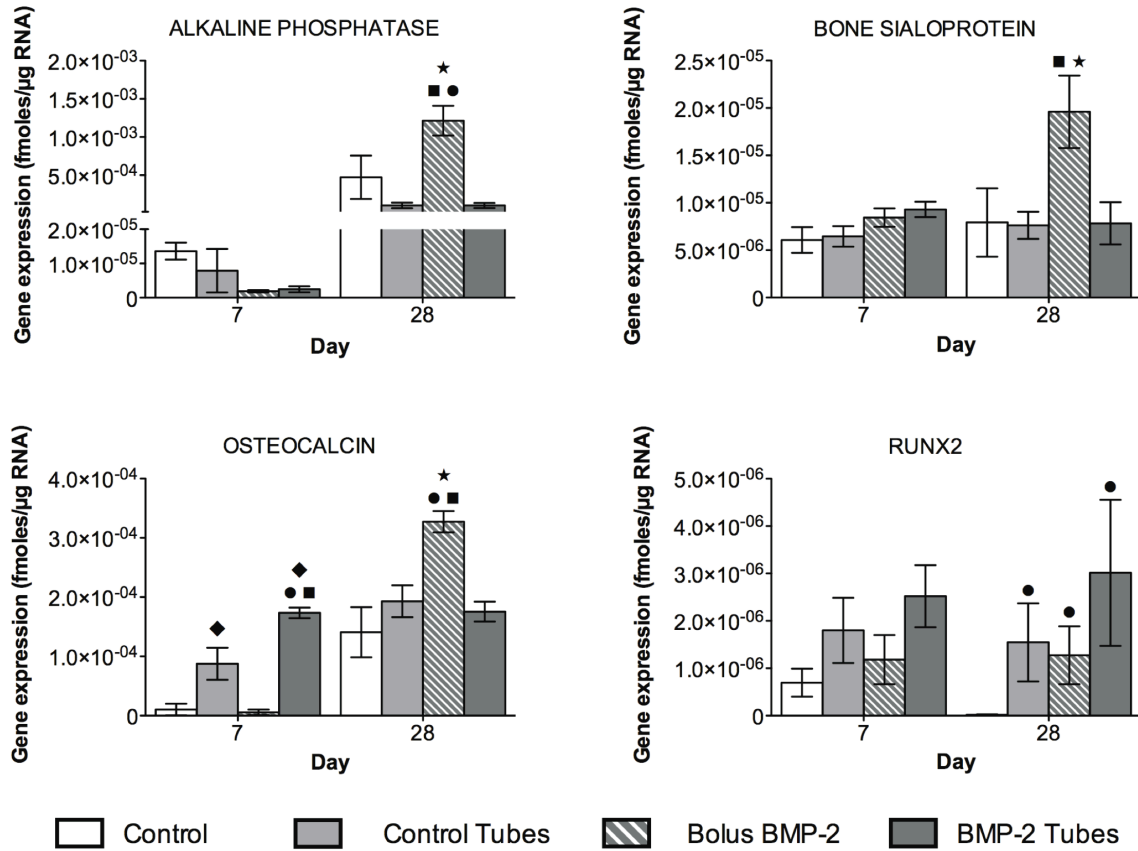 ALKALINE PHOSPHATASE
Gene expression (fmoles/µg RNA)
2.0×10⁻⁰³
1.5×10⁻⁰³
1.0×10⁻⁰³
5.0×10⁻⁰⁴
2.0×10⁻⁰⁵
1.0×10⁻⁰⁵
0
★
■ ●
7 28
Day
BONE SIALOPROTEIN
Gene expression (fmoles/µg RNA)
2.5×10⁻⁰⁵
2.0×10⁻⁰⁵
1.5×10⁻⁰⁵
1.0×10⁻⁰⁵
5.0×10⁻⁰⁶
0
■ ★
7 28
Day
OSTEOCALCIN
Gene expression (fmoles/µg RNA)
4.0×10⁻⁰⁴
3.0×10⁻⁰⁴
2.0×10⁻⁰⁴
1.0×10⁻⁰⁴
0
◆
◆
● ■
★
● ■
7 28
Day
RUNX2
Gene expression (fmoles/µg RNA)
5.0×10⁻⁰⁶
4.0×10⁻⁰⁶
3.0×10⁻⁰⁶
2.0×10⁻⁰⁶
1.0×10⁻⁰⁶
0
● ● ●
7 28
Day
Control Control Tubes Bolus BMP-2 BMP-2 Tubes